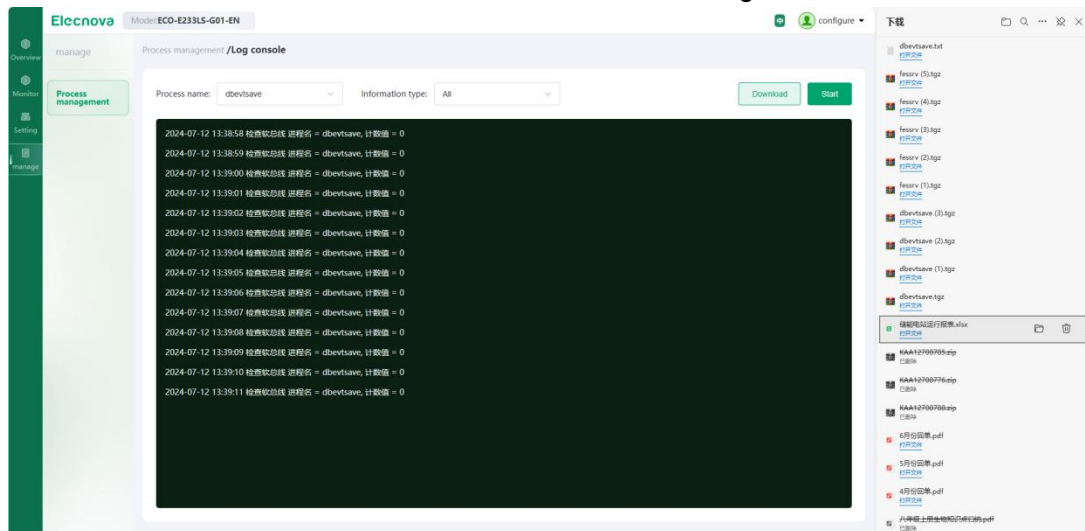 Elecnova
Model:ECO-E233LS-G01-EN
中
configure
Overview
Monitor
Setting
manage
manage
Process management
Process management /Log console
Process name:
dbevtsave
Information type:
All
Download
Start
2024-07-12 13:38:58 检查软总线 进程名 = dbevtsave, 计数值 = 0
2024-07-12 13:38:59 检查软总线 进程名 = dbevtsave, 计数值 = 0
2024-07-12 13:39:00 检查软总线 进程名 = dbevtsave, 计数值 = 0
2024-07-12 13:39:01 检查软总线 进程名 = dbevtsave, 计数值 = 0
2024-07-12 13:39:02 检查软总线 进程名 = dbevtsave, 计数值 = 0
2024-07-12 13:39:03 检查软总线 进程名 = dbevtsave, 计数值 = 0
2024-07-12 13:39:04 检查软总线 进程名 = dbevtsave, 计数值 = 0
2024-07-12 13:39:05 检查软总线 进程名 = dbevtsave, 计数值 = 0
2024-07-12 13:39:06 检查软总线 进程名 = dbevtsave, 计数值 = 0
2024-07-12 13:39:07 检查软总线 进程名 = dbevtsave, 计数值 = 0
2024-07-12 13:39:08 检查软总线 进程名 = dbevtsave, 计数值 = 0
2024-07-12 13:39:09 检查软总线 进程名 = dbevtsave, 计数值 = 0
2024-07-12 13:39:10 检查软总线 进程名 = dbevtsave, 计数值 = 0
2024-07-12 13:39:11 检查软总线 进程名 = dbevtsave, 计数值 = 0
下载
dbevtsave.txt
打开文件
fessrv (5).tgz
打开文件
fessrv (4).tgz
打开文件
fessrv (3).tgz
打开文件
fessrv (2).tgz
打开文件
fessrv (1).tgz
打开文件
dbevtsave (3).tgz
打开文件
dbevtsave (2).tgz
打开文件
dbevtsave (1).tgz
打开文件
dbevtsave.tgz
打开文件
储能电站运行报表.xlsx
打开文件
KAA12700785.zip
已删除
KAA12700776.zip
已删除
KAA12700788.zip
已删除
6月份回单.pdf
打开文件
5月份回单.pdf
打开文件
4月份回单.pdf
打开文件
八年级上册生物知识点归纳.pdf
已删除